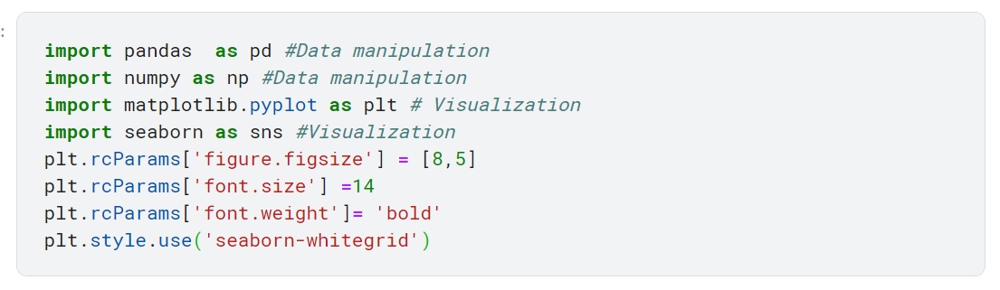 :
import pandas  as pd #Data manipulation
import numpy as np #Data manipulation
import matplotlib.pyplot as plt # Visualization
import seaborn as sns #Visualization
plt.rcParams['figure.figsize'] = [8,5]
plt.rcParams['font.size'] =14
plt.rcParams['font.weight']= 'bold'
plt.style.use('seaborn-whitegrid')